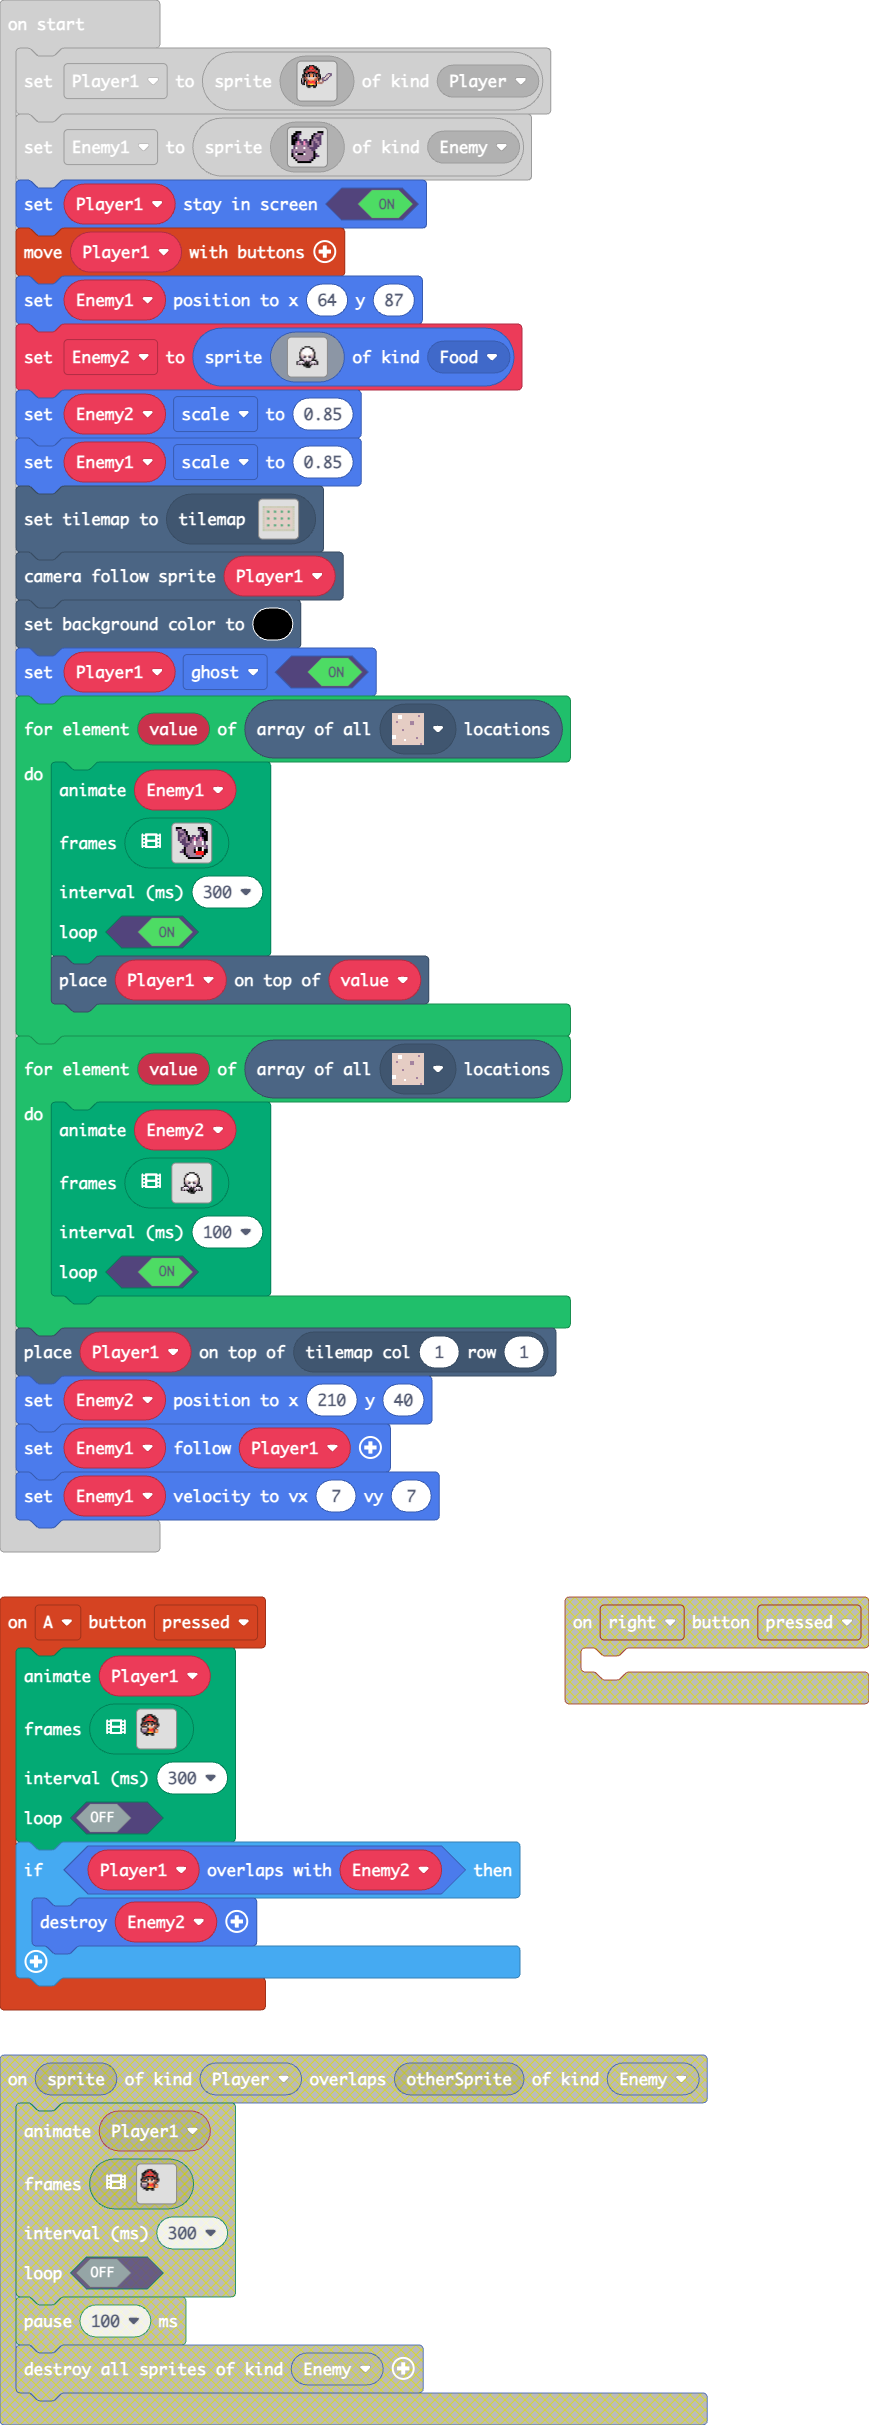 on start
set Player1 to sprite of kind Player
set Enemy1 to sprite of kind Enemy
set Player1 stay in screen ON
move Player1 with buttons
set Enemy1 position to x 64 y 87
set Enemy2 to sprite of kind Food
set Enemy2 scale to 0.85
set Enemy1 scale to 0.85
set tilemap to tilemap
camera follow sprite Player1
set background color to
set Player1 ghost ON
for element value of array of all locations
do
animate Enemy1
frames
interval (ms) 300
loop ON
place Player1 on top of value
for element value of array of all locations
do
animate Enemy2
frames
interval (ms) 100
loop ON
place Player1 on top of tilemap col 1 row 1
set Enemy2 position to x 210 y 40
set Enemy1 follow Player1
set Enemy1 velocity to vx 7 vy 7
on A button pressed
animate Player1
frames
interval (ms) 300
loop OFF
if Player1 overlaps with Enemy2 then
destroy Enemy2
on right button pressed
on sprite of kind Player overlaps otherSprite of kind Enemy
animate Player1
frames
interval (ms) 300
loop OFF
pause 100 ms
destroy all sprites of kind Enemy